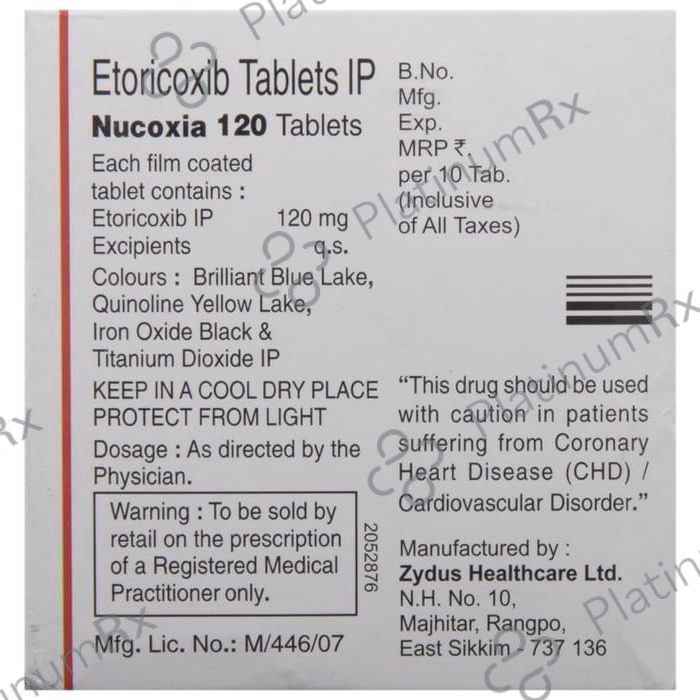 Etoricoxib Tablets IP
Nucoxia 120 Tablets
Each film coated
tablet contains :
Etoricoxib IP 120 mg
Excipients q.s.
Colours : Brilliant Blue Lake,
Quinoline Yellow Lake,
Iron Oxide Black &
Titanium Dioxide IP
KEEP IN A COOL DRY PLACE
PROTECT FROM LIGHT
Dosage : As directed by the
Physician.
Warning : To be sold by
retail on the prescription
of a Registered Medical
Practitioner only.
2052876
Mfg. Lic. No.: M/446/07
B.No.
Mfg.
Exp.
MRP ₹.
per 10 Tab.
(Inclusive
of All Taxes)
“This drug should be used
with caution in patients
suffering from Coronary
Heart Disease (CHD) /
Cardiovascular Disorder.”
Manufactured by :
Zydus Healthcare Ltd.
N.H. No. 10,
Majhitar, Rangpo,
East Sikkim - 737 136
PlatinumRx
PlatinumRx
PlatinumRx
PlatinumRx